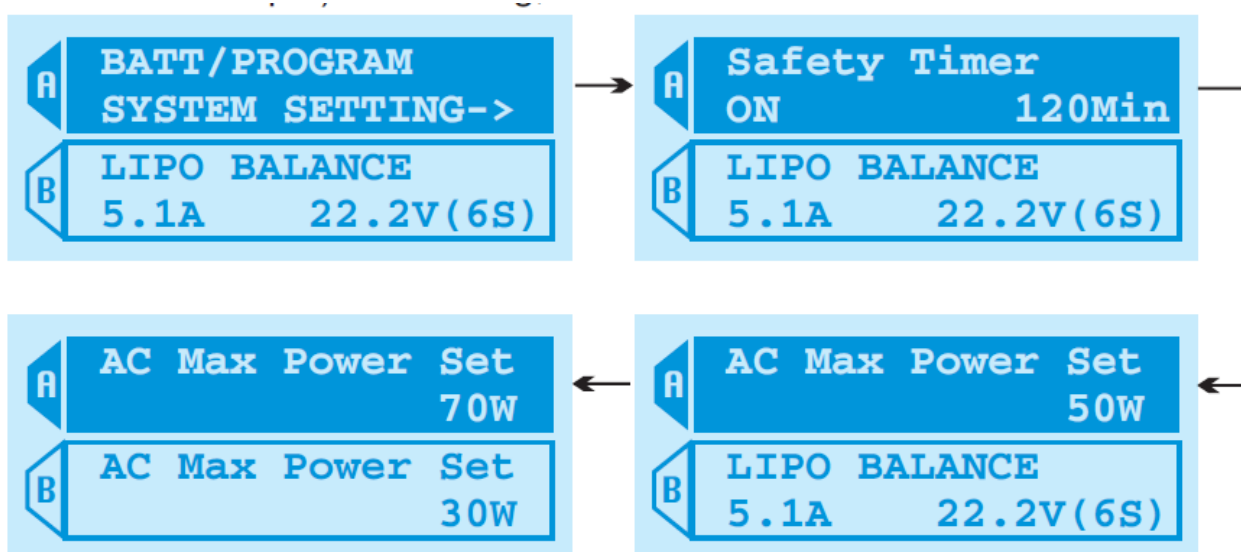 A
BATT/PROGRAM
SYSTEM SETTING->
B
LIPO BALANCE
5.1A 22.2V(6S)
A
Safety Timer
ON 120Min
B
LIPO BALANCE
5.1A 22.2V(6S)
A
AC Max Power Set
70W
B
AC Max Power Set
30W
A
AC Max Power Set
50W
B
LIPO BALANCE
5.1A 22.2V(6S)